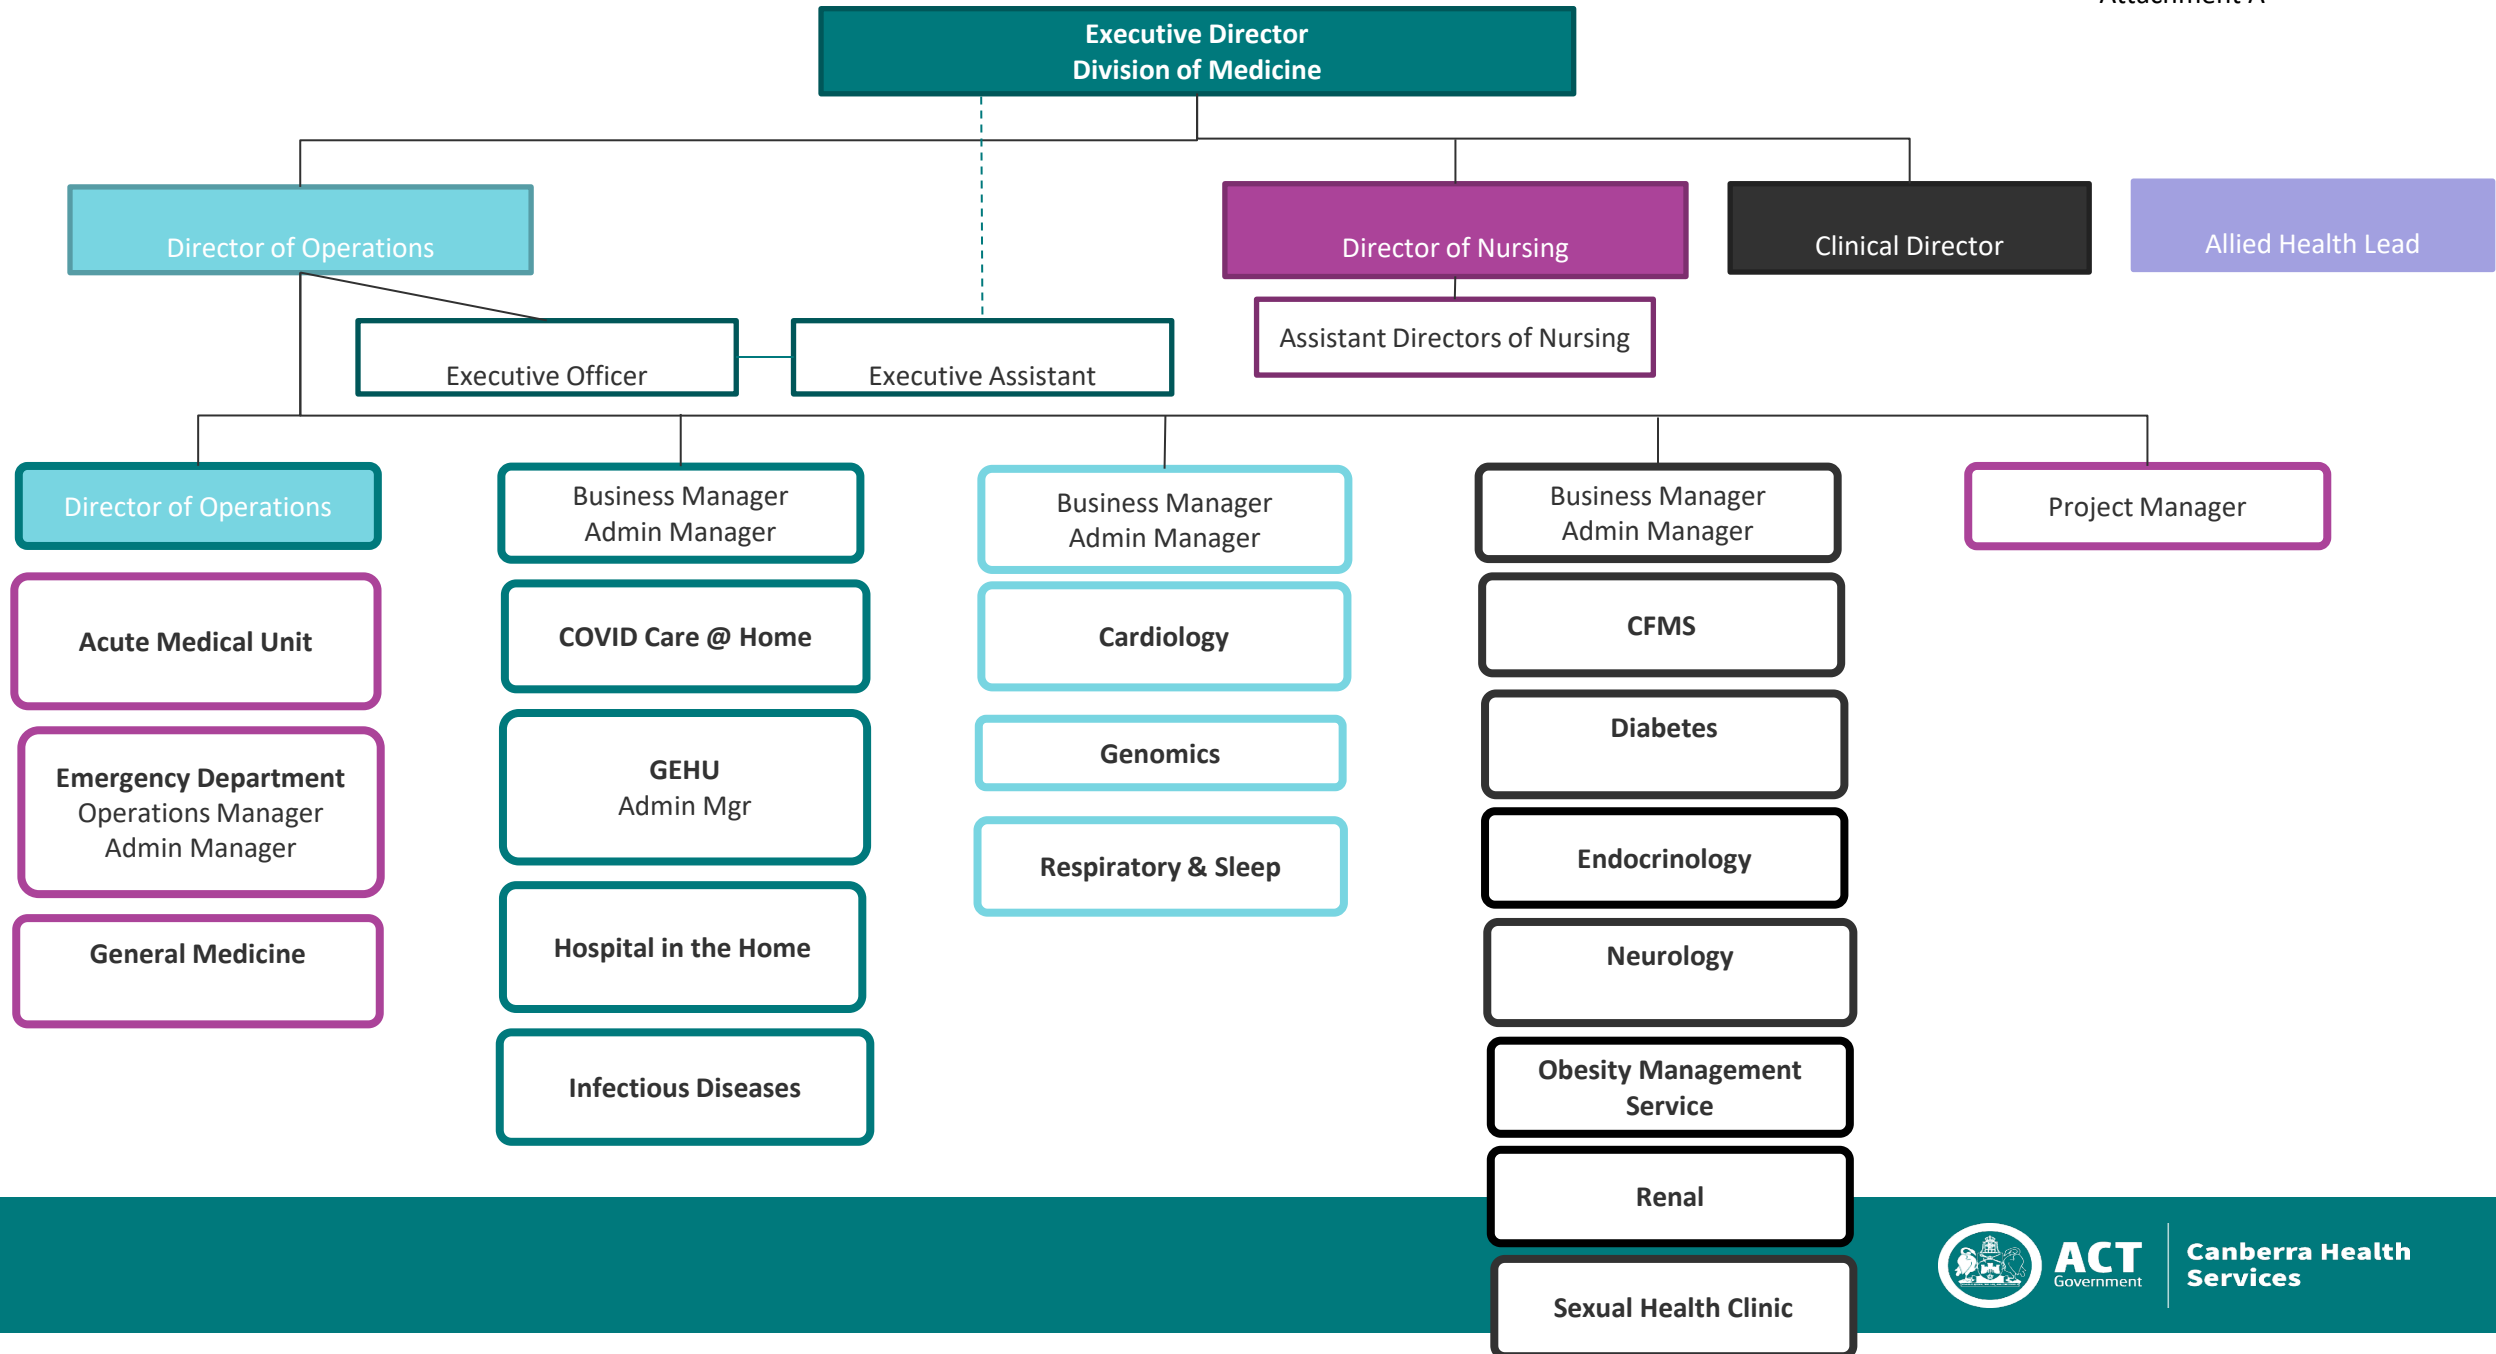 Attachment A
Executive Director
Division of Medicine
Director of Operations
Director of Nursing
Clinical Director
Allied Health Lead
Assistant Directors of Nursing
Executive Officer
Executive Assistant
Director of Operations
Business Manager
Admin Manager
Business Manager
Admin Manager
Business Manager
Admin Manager
Project Manager
Acute Medical Unit
Emergency Department
Operations Manager
Admin Manager
General Medicine
COVID Care @ Home
GEHU
Admin Mgr
Hospital in the Home
Infectious Diseases
Cardiology
Genomics
Respiratory & Sleep
CFMS
Diabetes
Endocrinology
Neurology
Obesity Management
Service
Renal
Sexual Health Clinic
ACT
Government
Canberra Health
Services